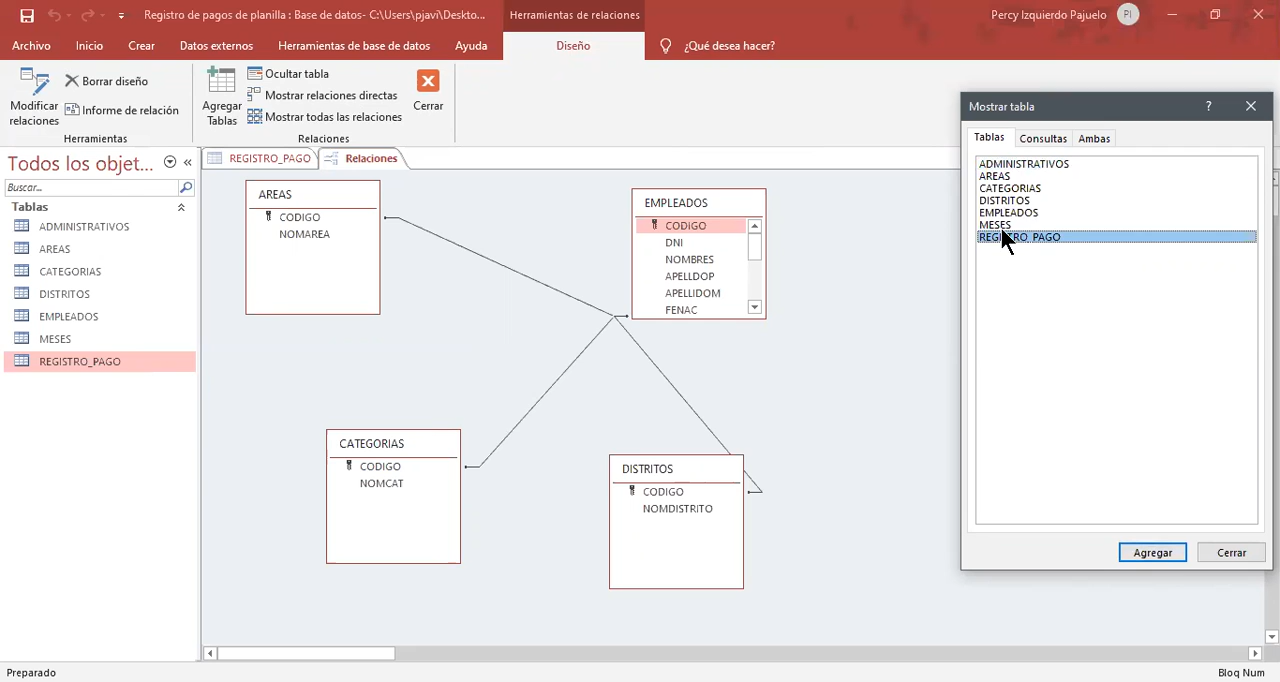 Registro de pagos de planilla : Base de datos- C:\Users\pjavi\Deskto...
Herramientas de relaciones
Percy Izquierdo Pajuelo
PI
Archivo
Inicio
Crear
Datos externos
Herramientas de base de datos
Ayuda
Diseño
¿Qué desea hacer?
Modificar relaciones
Borrar diseño
Informe de relación
Herramientas
Agregar Tablas
Ocultar tabla
Mostrar relaciones directas
Mostrar todas las relaciones
Cerrar
Relaciones
Todos los objet...
Buscar...
Tablas
ADMINISTRATIVOS
AREAS
CATEGORIAS
DISTRITOS
EMPLEADOS
MESES
REGISTRO_PAGO
REGISTRO_PAGO
Relaciones
AREAS
CODIGO
NOMAREA
EMPLEADOS
CODIGO
DNI
NOMBRES
APELLDOP
APELLIDOM
FENAC
CATEGORIAS
CODIGO
NOMCAT
DISTRITOS
CODIGO
NOMDISTRITO
Mostrar tabla
?
Tablas
Consultas
Ambas
ADMINISTRATIVOS
AREAS
CATEGORIAS
DISTRITOS
EMPLEADOS
MESES
REGISTRO_PAGO
Agregar
Cerrar
Preparado
Bloq Num